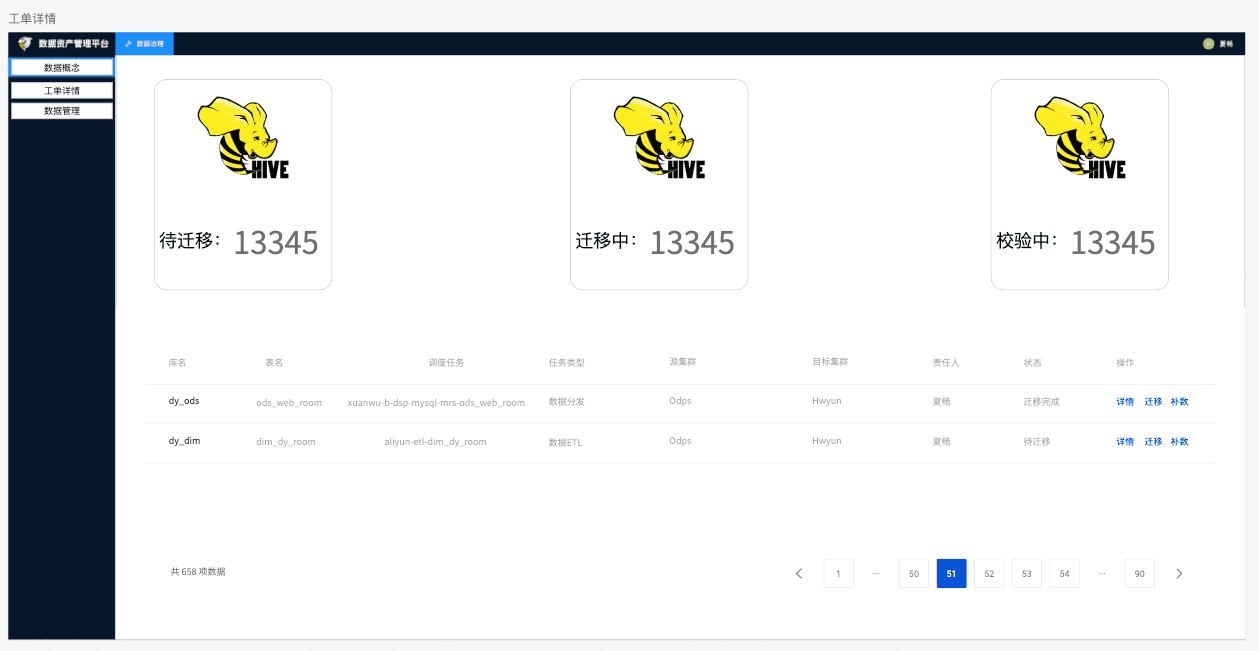 工单详情
数据资产管理平台
数据治理
夏畅
数据概念
工单详情
数据管理
HIVE
HIVE
HIVE
待迁移： 13345
迁移中： 13345
校验中： 13345
库名 表名 调度任务 任务类型 源集群 目标集群 责任人 状态 操作
dy_ods ods_web_room xuanwu-b-dsp-mysql-mrs-ods_web_room 数据分发 Odps Hwyun 夏畅 迁移完成 详情 迁移 补数
dy_dim dim_dy_room aliyun-etl-dim_dy_room 数据ETL Odps Hwyun 夏畅 待迁移 详情 迁移 补数
共 658 项数据
1 ··· 50 51 52 53 54 ··· 90